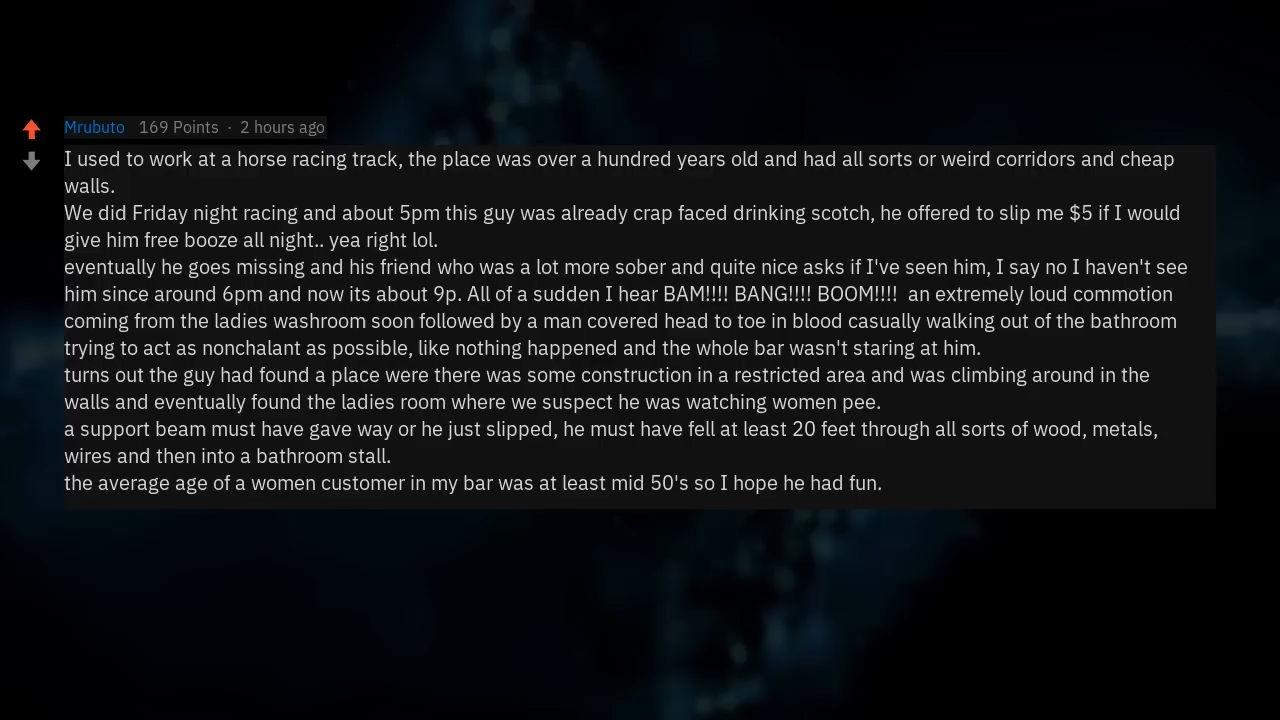 Mrubuto 169 Points · 2 hours ago
I used to work at a horse racing track, the place was over a hundred years old and had all sorts or weird corridors and cheap
walls.
We did Friday night racing and about 5pm this guy was already crap faced drinking scotch, he offered to slip me $5 if I would
give him free booze all night.. yea right lol.
eventually he goes missing and his friend who was a lot more sober and quite nice asks if I've seen him, I say no I haven't see
him since around 6pm and now its about 9p. All of a sudden I hear BAM!!!! BANG!!!! BOOM!!!!  an extremely loud commotion
coming from the ladies washroom soon followed by a man covered head to toe in blood casually walking out of the bathroom
trying to act as nonchalant as possible, like nothing happened and the whole bar wasn't staring at him.
turns out the guy had found a place were there was some construction in a restricted area and was climbing around in the
walls and eventually found the ladies room where we suspect he was watching women pee.
a support beam must have gave way or he just slipped, he must have fell at least 20 feet through all sorts of wood, metals,
wires and then into a bathroom stall.
the average age of a women customer in my bar was at least mid 50's so I hope he had fun.